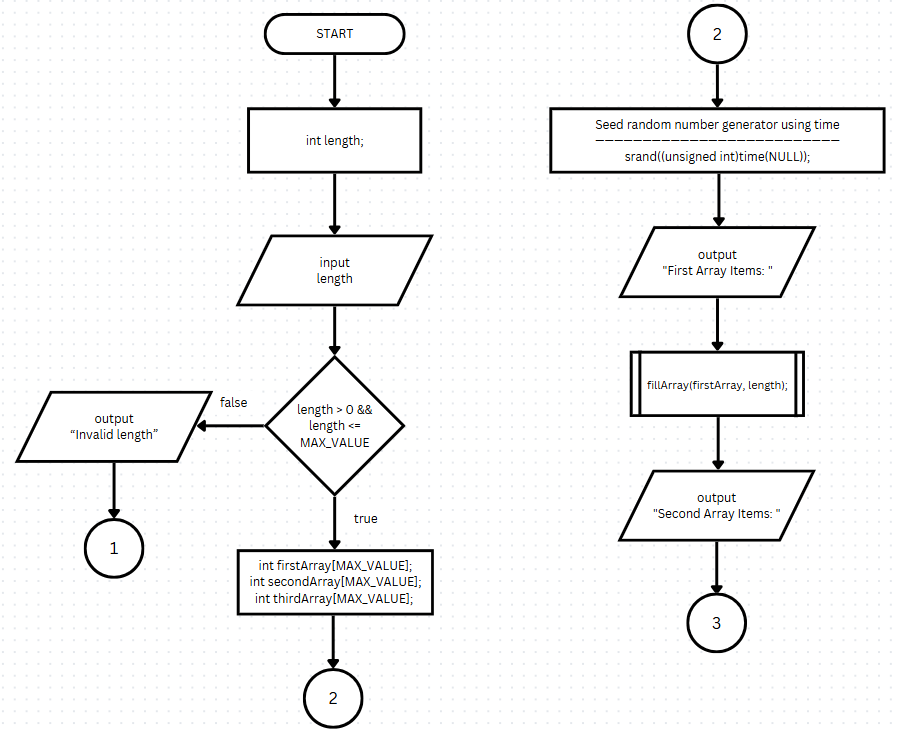 START
int length;
input
length
length > 0 &&
length <=
MAX_VALUE
false
output
“Invalid length”
1
true
int firstArray[MAX_VALUE];
int secondArray[MAX_VALUE];
int thirdArray[MAX_VALUE];
2
2
Seed random number generator using time
srand((unsigned int)time(NULL));
output
"First Array Items: "
fillArray(firstArray, length);
output
"Second Array Items: "
3